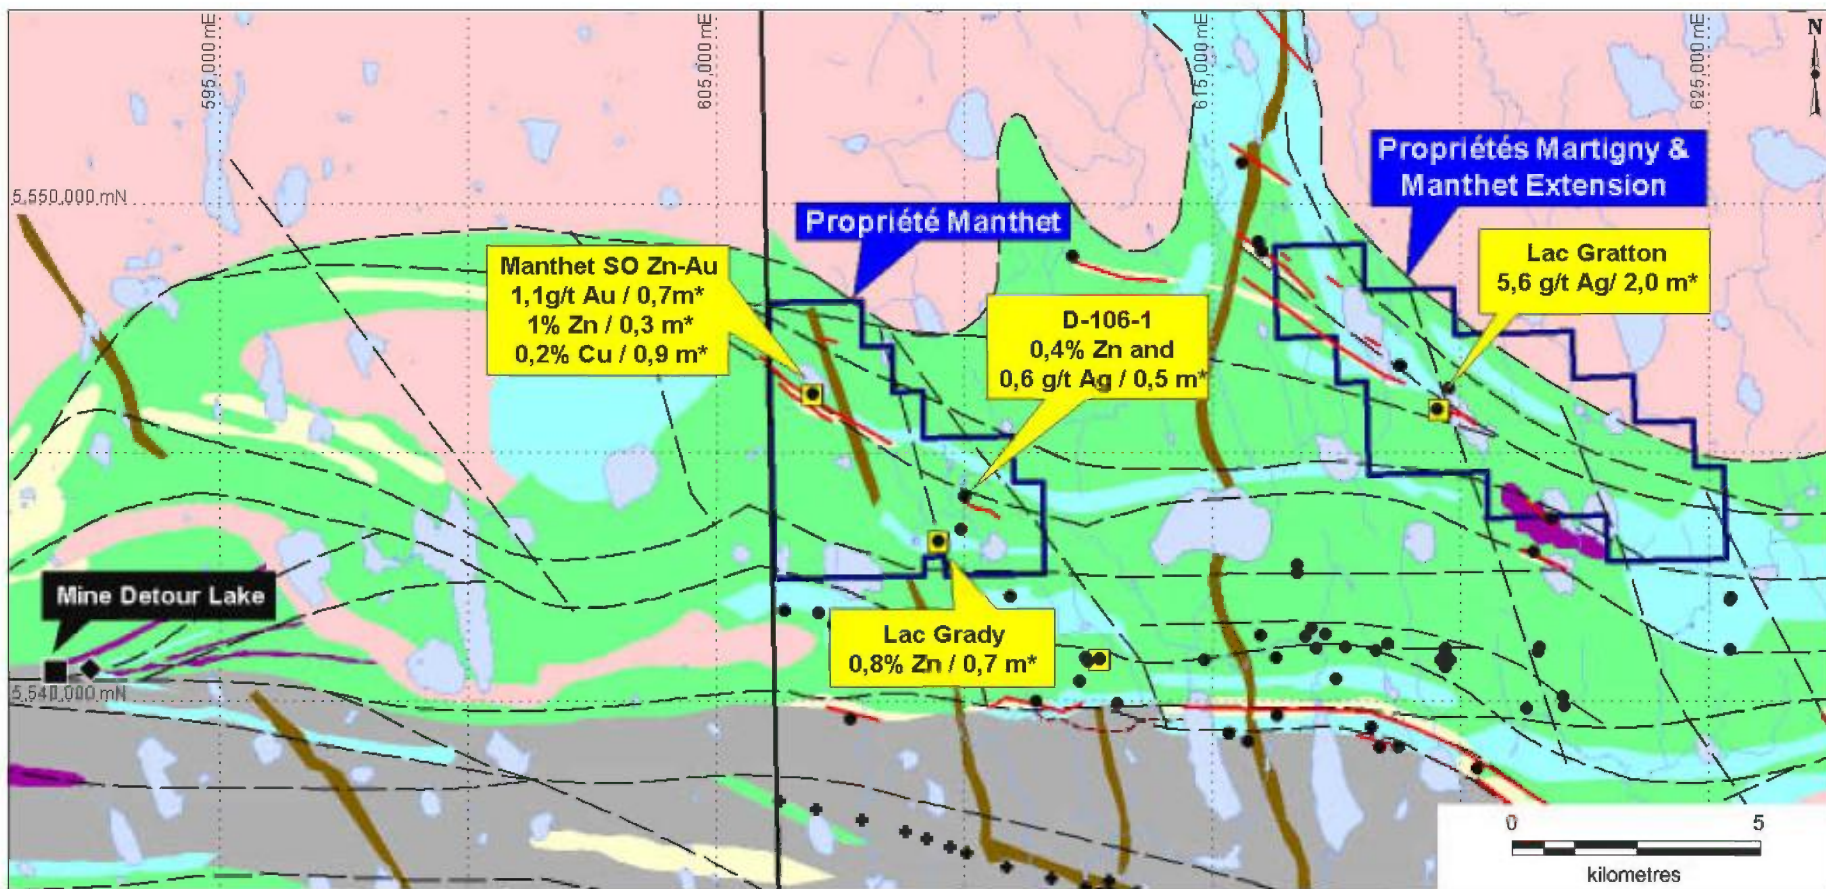 595,000 mE
605,000 mE
615,000 mE
625,000 mE
N
5,550,000 mN
Propriétés Martigny &
Manthet Extension
Propriété Manthet
Lac Gratton
5,6 g/t Ag/ 2,0 m*
Manthet SO Zn-Au
1,1g/t Au / 0,7m*
1% Zn / 0,3 m*
0,2% Cu / 0,9 m*
D-106-1
0,4% Zn and
0,6 g/t Ag / 0,5 m*
Mine Detour Lake
Lac Grady
0,8% Zn / 0,7 m*
5,540,000 mN
0 5
kilometres